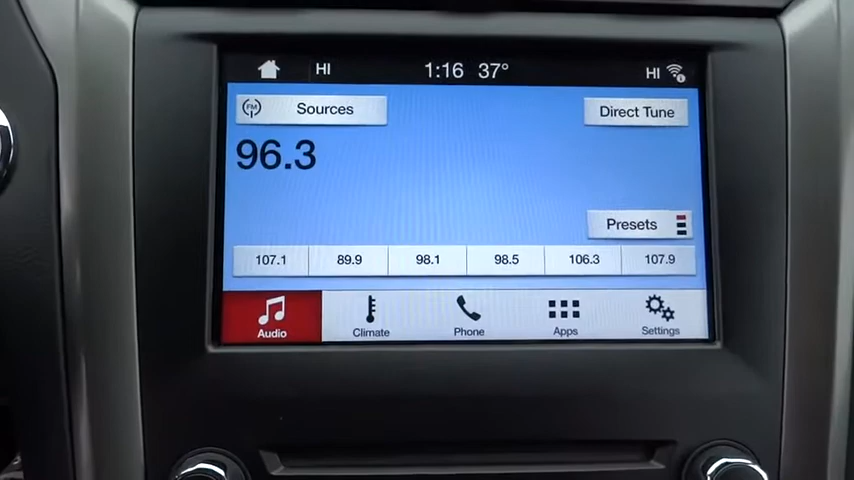 HI 1:16 37° HI
FM Sources Direct Tune
96.3
Presets
107.1 89.9 98.1 98.5 106.3 107.9
Audio Climate Phone Apps Settings